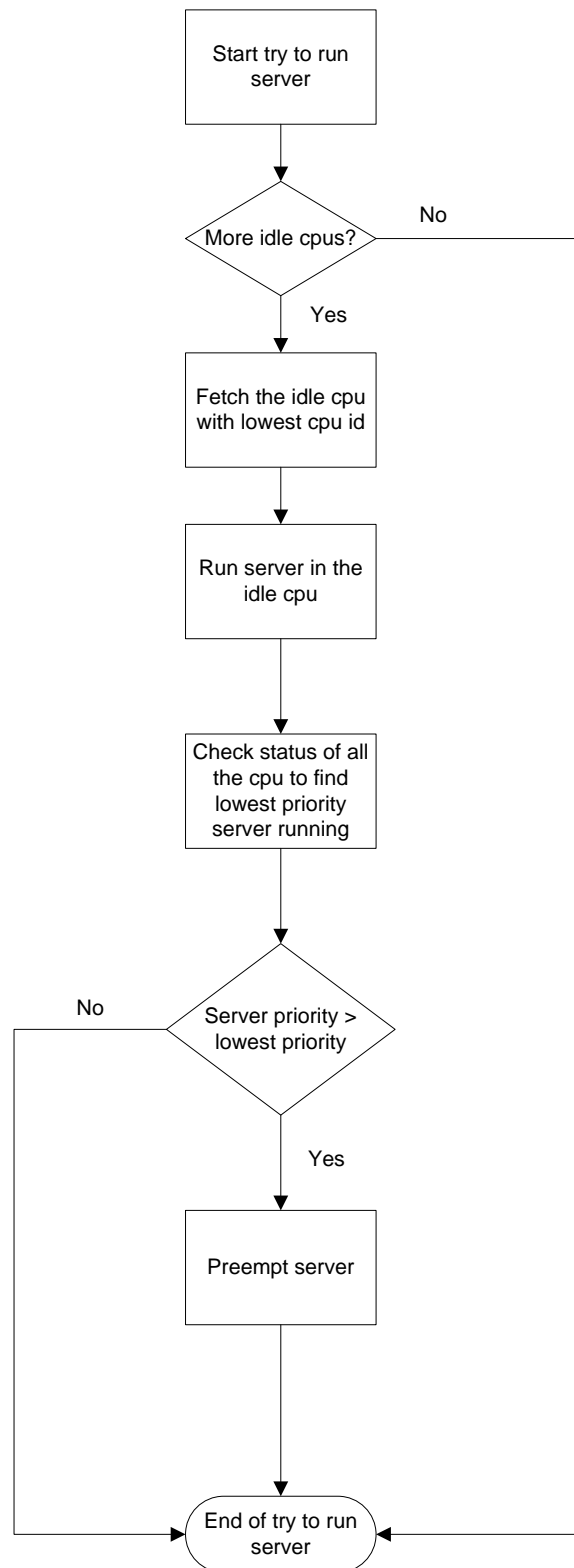 Start try to run
server
More idle cpus?
No
Yes
Fetch the idle cpu
with lowest cpu id
Run server in the
idle cpu
Check status of all
the cpu to find
lowest priority
server running
No
Server priority >
lowest priority
Yes
Preempt server
End of try to run
server